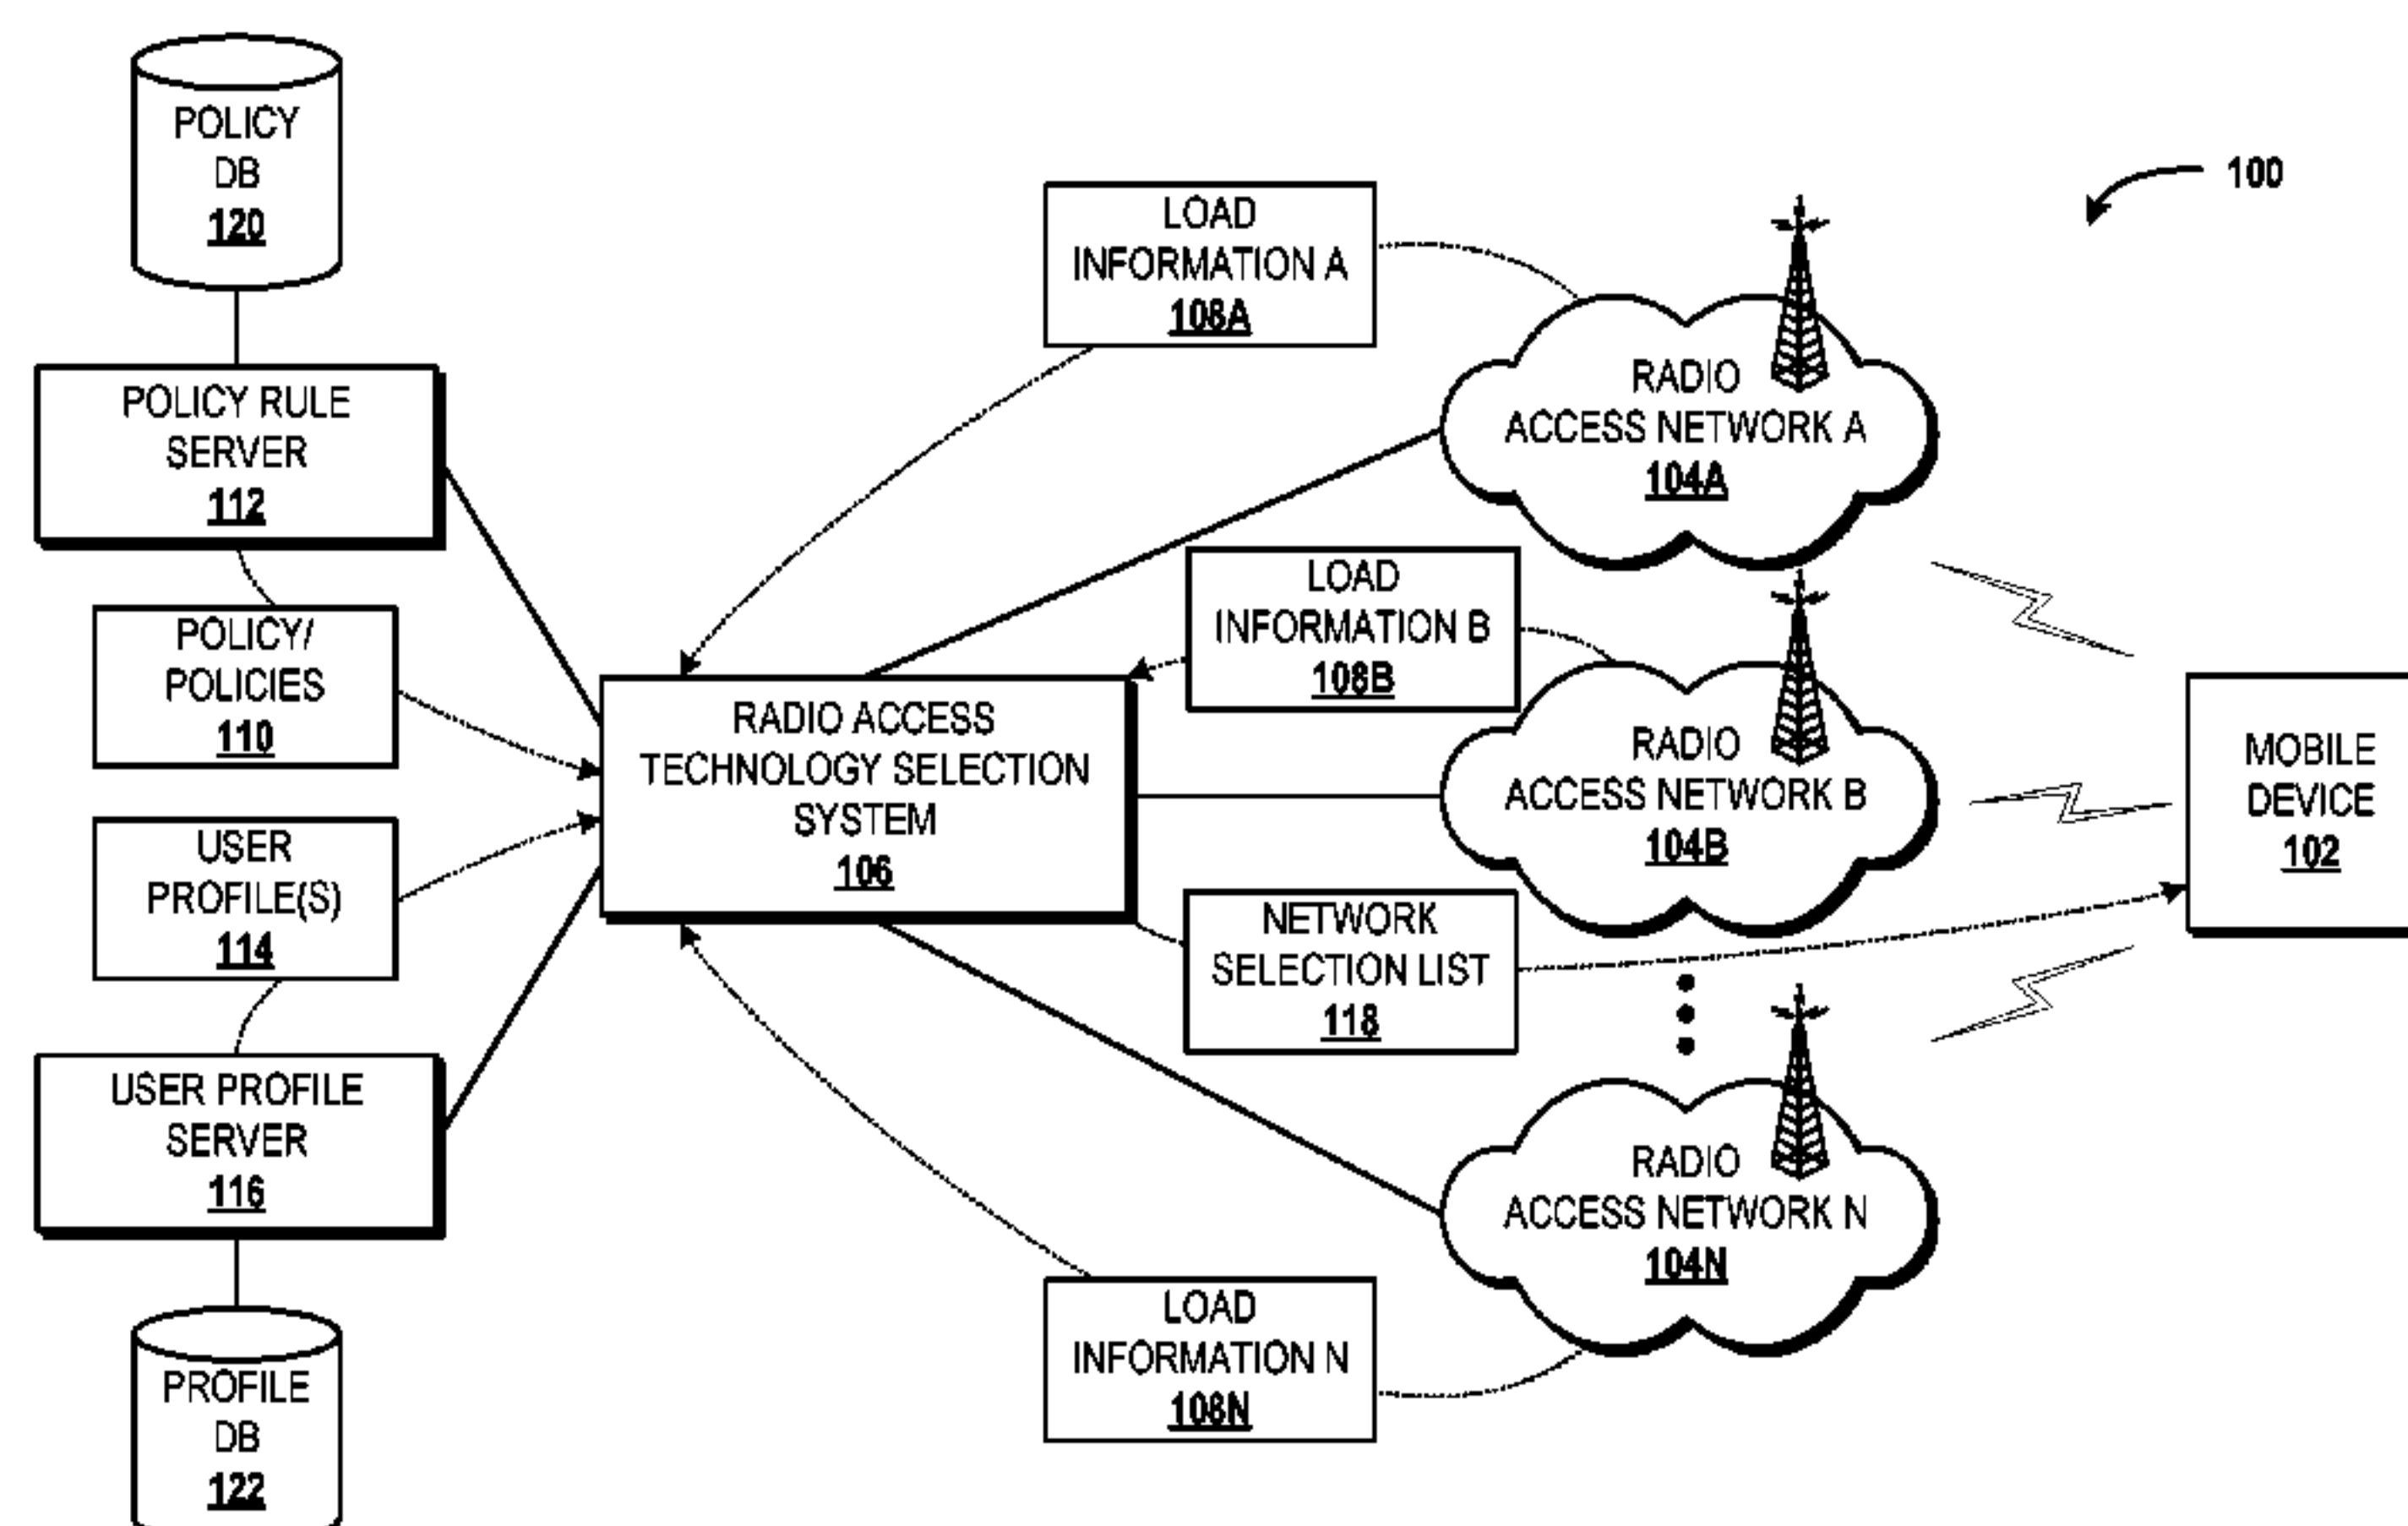 POLICY
DB
120
POLICY RULE
SERVER
112
POLICY/
POLICIES
110
USER
PROFILE(S)
114
USER PROFILE
SERVER
116
PROFILE
DB
122
RADIO ACCESS
TECHNOLOGY SELECTION
SYSTEM
106
LOAD
INFORMATION A
108A
LOAD
INFORMATION B
108B
NETWORK
SELECTION LIST
118
LOAD
INFORMATION N
108N
RADIO
ACCESS NETWORK A
104A
RADIO
ACCESS NETWORK B
104B
RADIO
ACCESS NETWORK N
104N
100
MOBILE
DEVICE
102